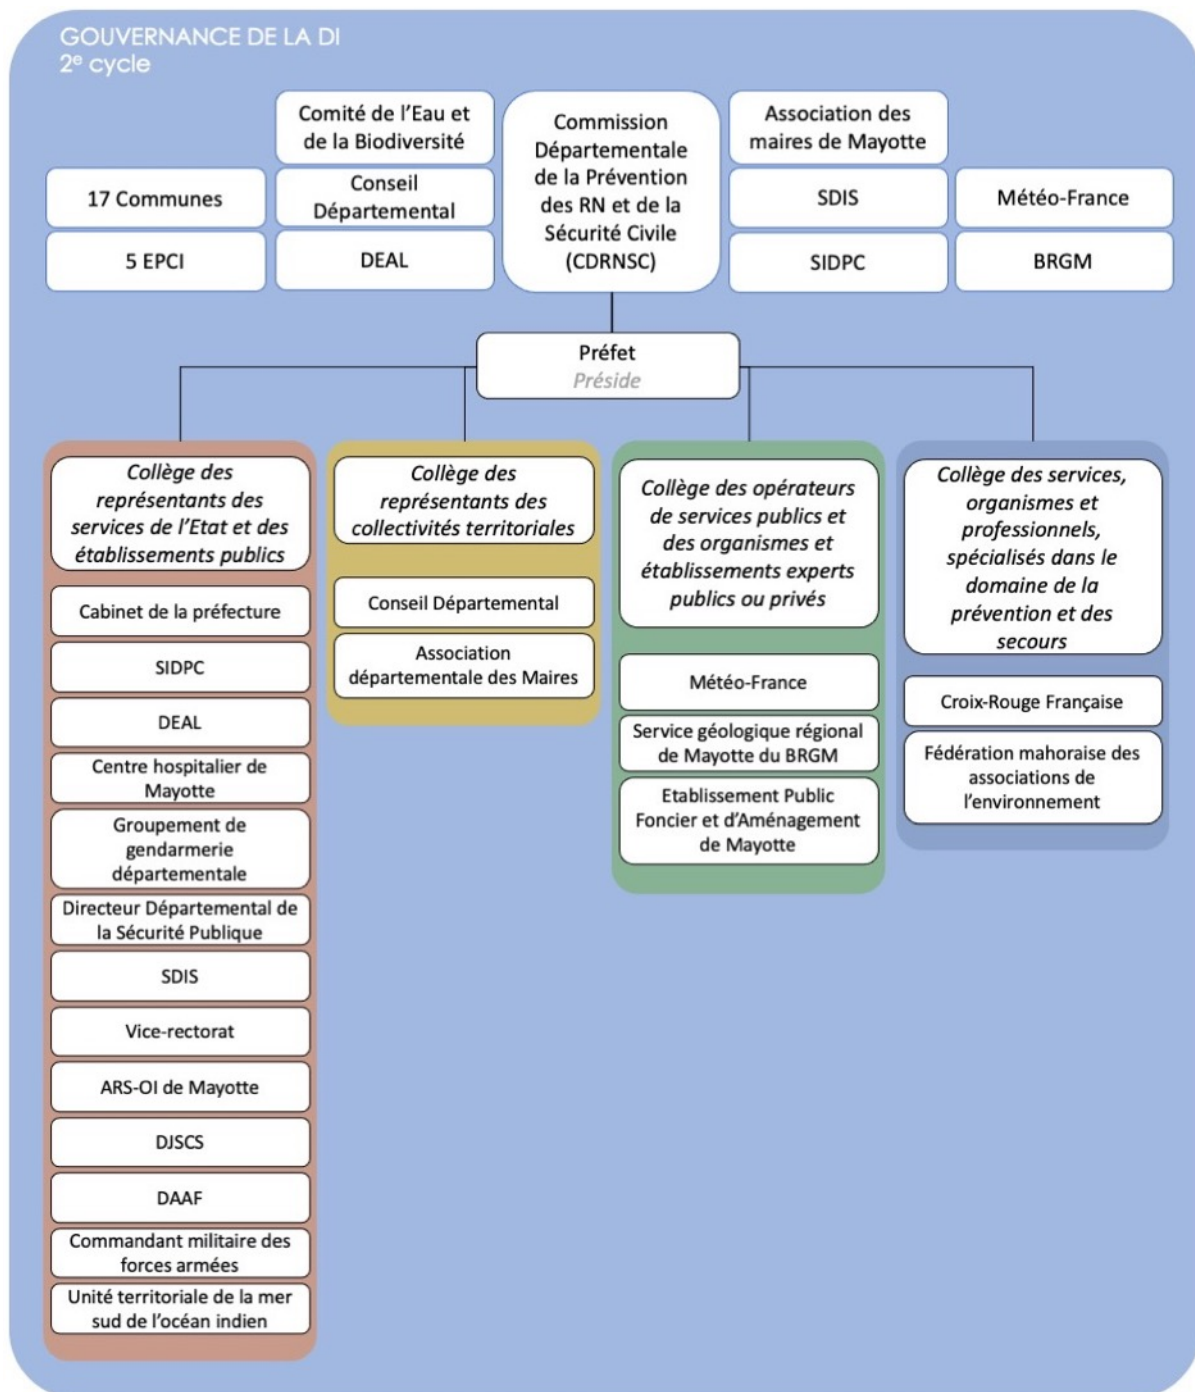 GOUVERNANCE DE LA DI
2e cycle
Comité de l’Eau et
de la Biodiversité
17 Communes
Conseil
Départemental
5 EPCI
DEAL
Commission
Départementale
de la Prévention
des RN et de la
Sécurité Civile
(CDRNSC)
Association des
maires de Mayotte
SDIS
Météo-France
SIDPC
BRGM
Préfet
Préside
Collège des
représentants des
services de l’Etat et des
établissements publics
Cabinet de la préfecture
SIDPC
DEAL
Centre hospitalier de
Mayotte
Groupement de
gendarmerie
départementale
Directeur Départemental de
la Sécurité Publique
SDIS
Vice-rectorat
ARS-OI de Mayotte
DJSCS
DAAF
Commandant militaire des
forces armées
Unité territoriale de la mer
sud de l’océan indien
Collège des
représentants des
collectivités territoriales
Conseil Départemental
Association
départementale des Maires
Collège des opérateurs
de services publics et
des organismes et
établissements experts
publics ou privés
Météo-France
Service géologique régional
de Mayotte du BRGM
Etablissement Public
Foncier et d’Aménagement
de Mayotte
Collège des services,
organismes et
professionnels,
spécialisés dans le
domaine de la
prévention et des
secours
Croix-Rouge Française
Fédération mahoraise des
associations de
l’environnement